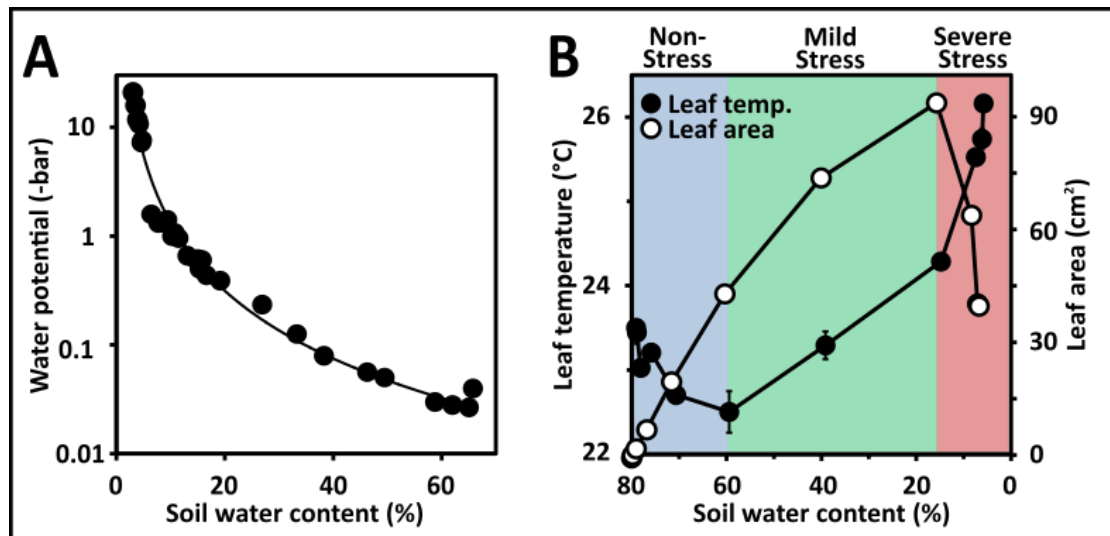 A
Water potential (-bar)
10
1
0.1
0.01
0
20
40
60
Soil water content (%)
B
Non-
Stress
Mild
Stress
Severe
Stress
Leaf temp.
Leaf area
Leaf temperature (°C)
26
24
22
90
60
30
0
Leaf area (cm²)
80
60
40
20
0
Soil water content (%)